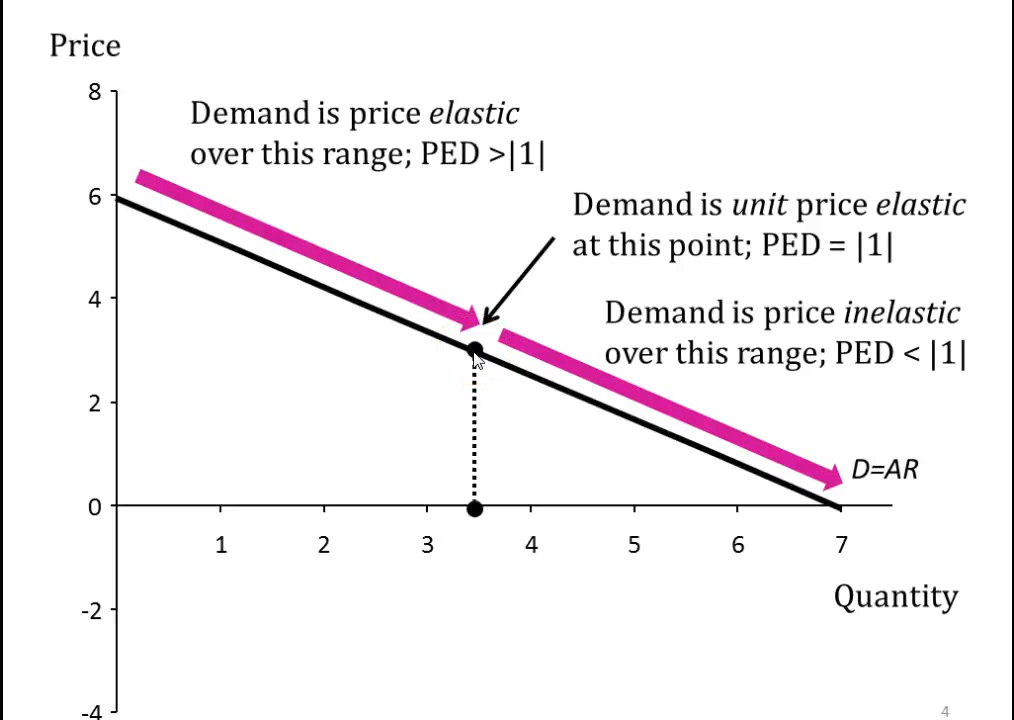 Price
8
Demand is price elastic
over this range; PED >|1|
6
Demand is unit price elastic
at this point; PED = |1|
4
Demand is price inelastic
over this range; PED < |1|
2
D=AR
0
1 2 3 4 5 6 7
Quantity
-2
-4
4